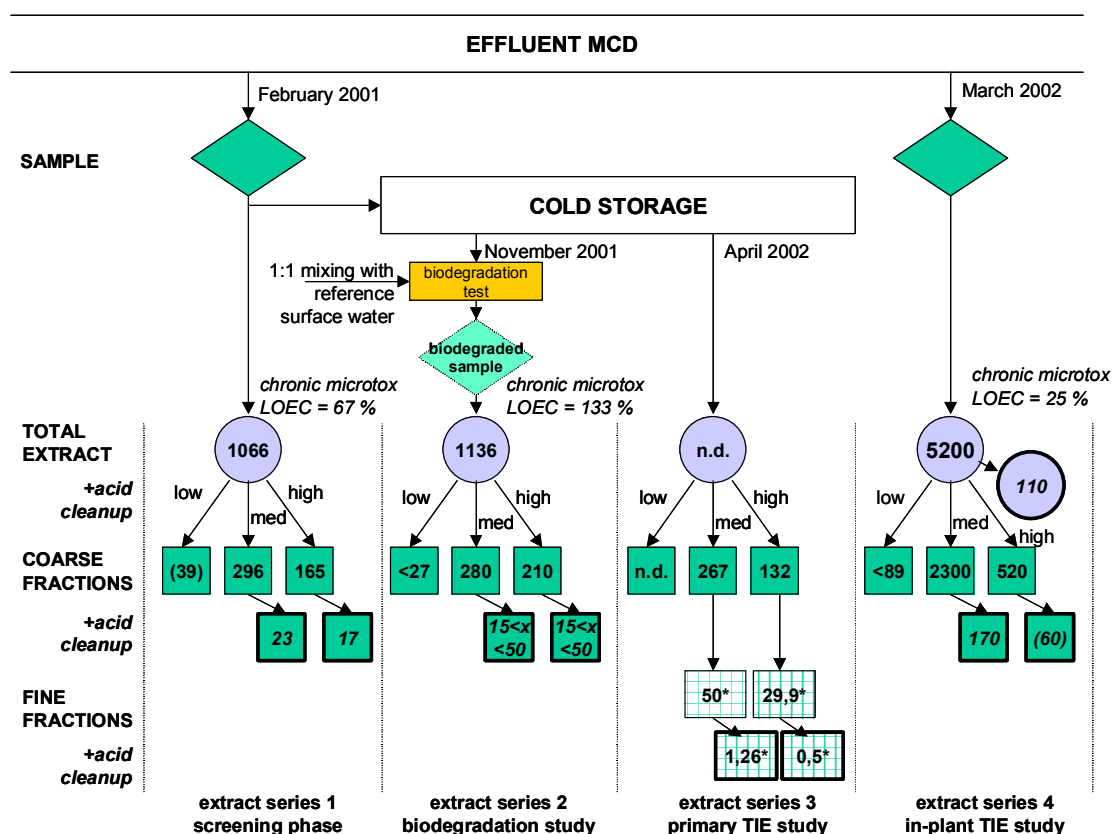 EFFLUENT MCD
February 2001
March 2002
SAMPLE
COLD STORAGE
November 2001
April 2002
1:1 mixing with
reference
surface water
biodegradation
test
biodegraded
sample
chronic microtox
LOEC = 67 %
chronic microtox
LOEC = 133 %
chronic microtox
LOEC = 25 %
TOTAL
EXTRACT
1066
1136
n.d.
5200
110
+acid
cleanup
low
med
high
low
med
high
low
med
high
low
med
high
COARSE
FRACTIONS
(39)
296
165
<27
280
210
n.d.
267
132
<89
2300
520
+acid
cleanup
23
17
15<x
<50
15<x
<50
170
(60)
FINE
FRACTIONS
50*
29,9*
+acid
cleanup
1,26*
0,5*
extract series 1
screening phase
extract series 2
biodegradation study
extract series 3
primary TIE study
extract series 4
in-plant TIE study